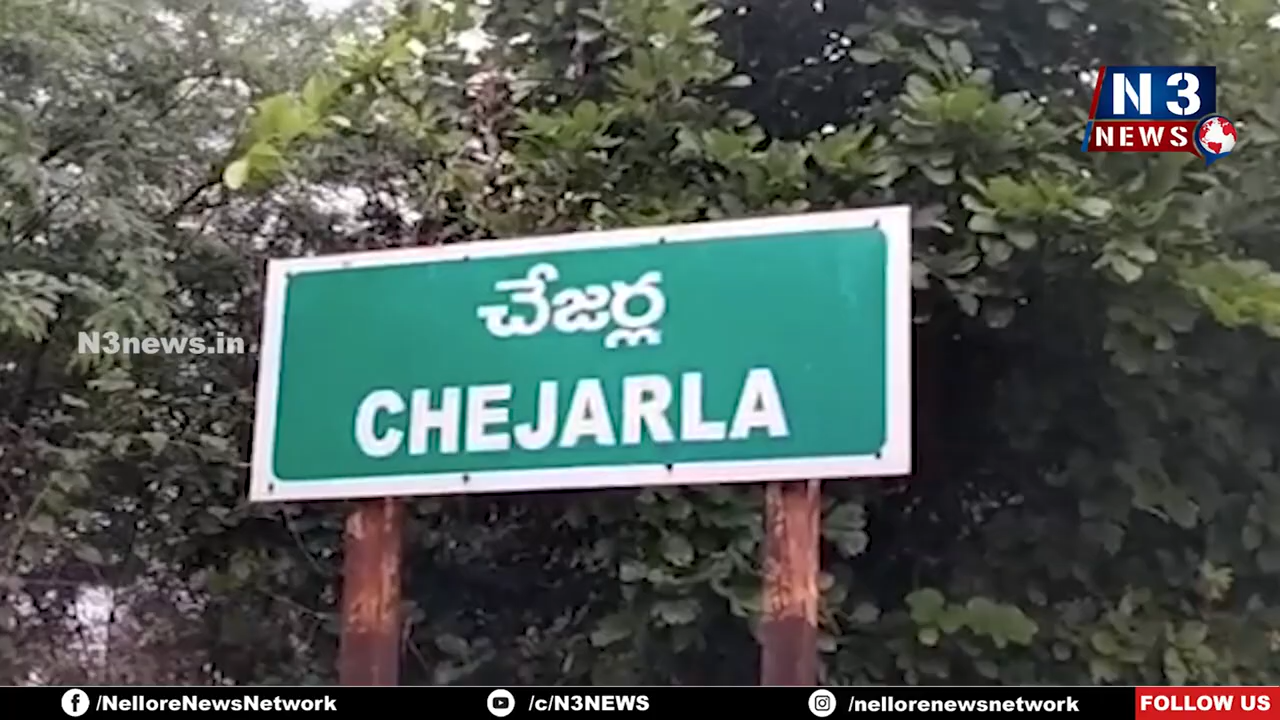 N3
NEWS
చేజర్ల
N3news.in
CHEJARLA
/NelloreNewsNetwork
/c/N3NEWS
/nellorenewsnetwork
FOLLOW US